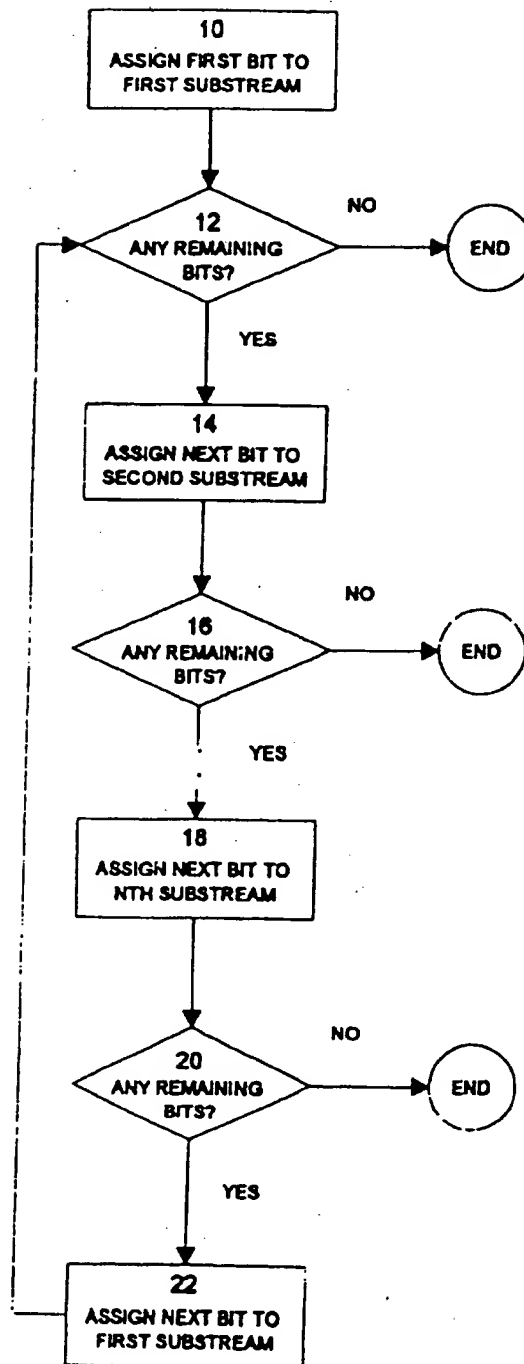 10
ASSIGN FIRST BIT TO
FIRST SUBSTREAM
NO
12
ANY REMAINING
BITS?
END
YES
14
ASSIGN NEXT BIT TO
SECOND SUBSTREAM
NO
16
ANY REMAINING
BITS?
END
YES
18
ASSIGN NEXT BIT TO
NTH SUBSTREAM
NO
20
ANY REMAINING
BITS?
END
YES
22
ASSIGN NEXT BIT TO
FIRST SUBSTREAM